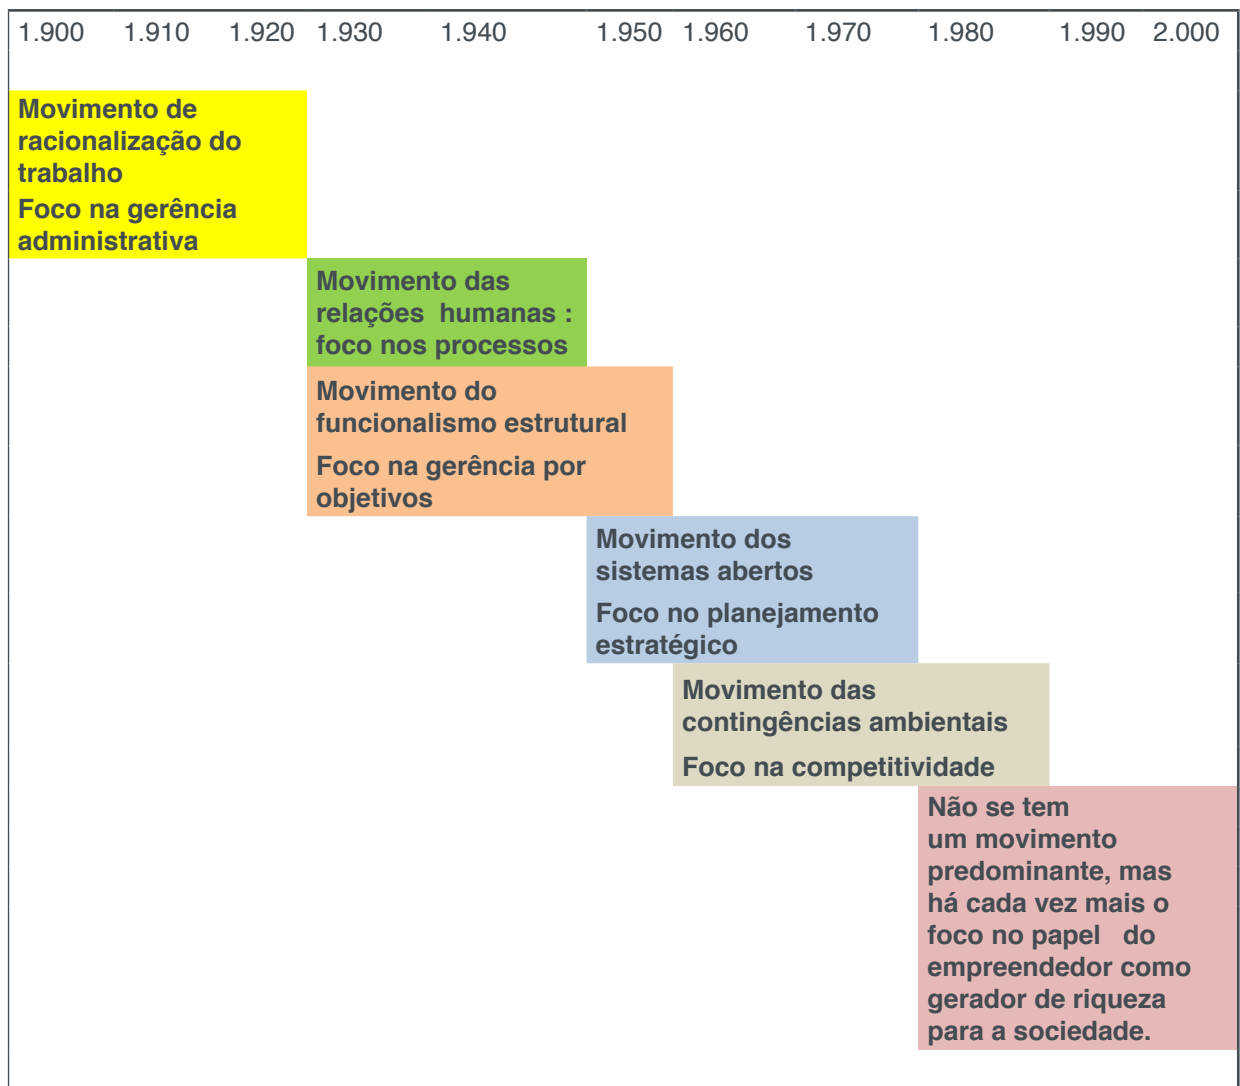 1.900 1.910 1.920 1.930 1.940 1.950 1.960 1.970 1.980 1.990 2.000
Movimento de
racionalização do
trabalho
Foco na gerência
administrativa
Movimento das
relações humanas :
foco nos processos
Movimento do
funcionalismo estrutural
Foco na gerência por
objetivos
Movimento dos
sistemas abertos
Foco no planejamento
estratégico
Movimento das
contingências ambientais
Foco na competitividade
Não se tem
um movimento
predominante, mas
há cada vez mais o
foco no papel do
empreendedor como
gerador de riqueza
para a sociedade.